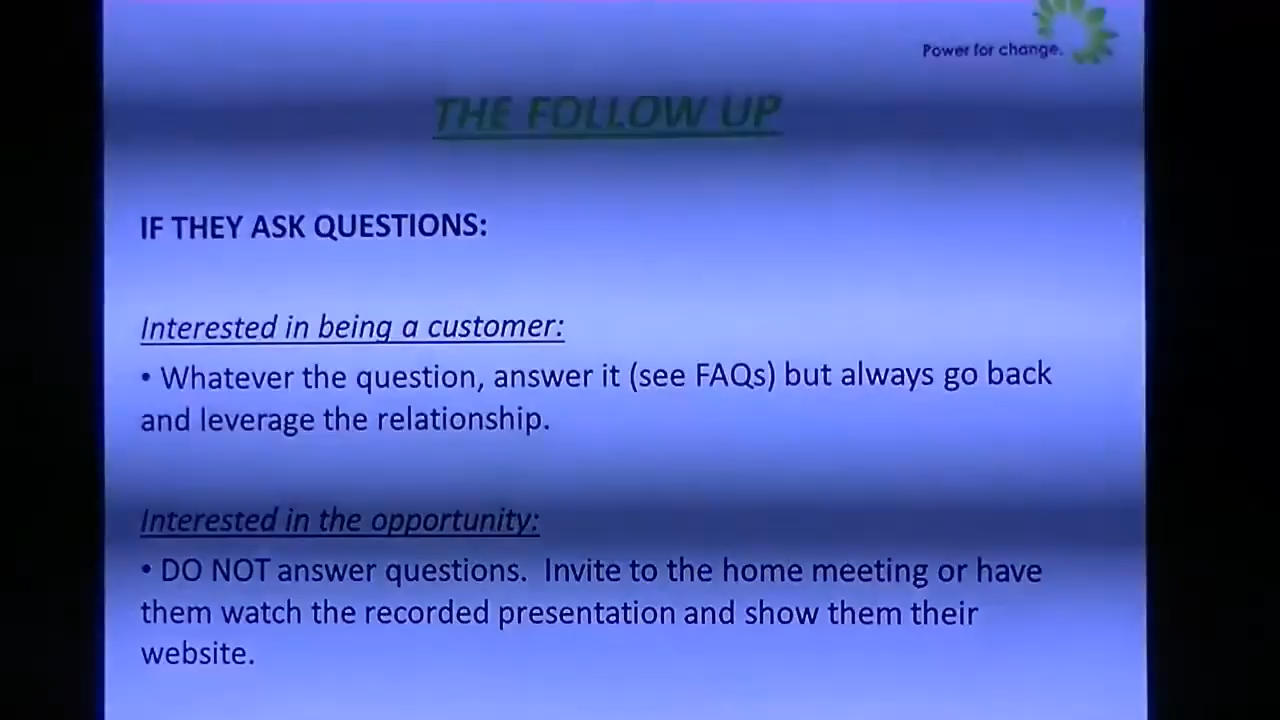 Power for change.
THE FOLLOW UP
IF THEY ASK QUESTIONS:
Interested in being a customer:
• Whatever the question, answer it (see FAQs) but always go back
and leverage the relationship.
Interested in the opportunity:
• DO NOT answer questions.  Invite to the home meeting or have
them watch the recorded presentation and show them their
website.